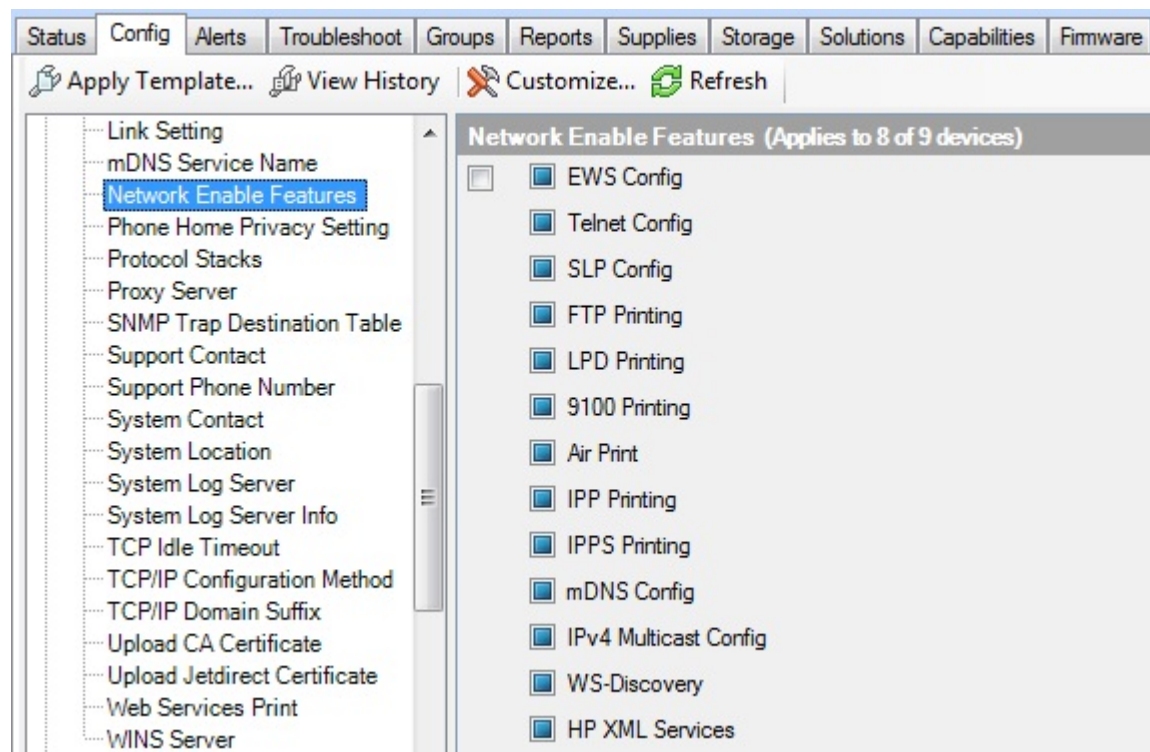 Status Config Alerts Troubleshoot Groups Reports Supplies Storage Solutions Capabilities Firmware
Apply Template... View History Customize... Refresh
Link Setting
mDNS Service Name
Network Enable Features
Phone Home Privacy Setting
Protocol Stacks
Proxy Server
SNMP Trap Destination Table
Support Contact
Support Phone Number
System Contact
System Location
System Log Server
System Log Server Info
TCP Idle Timeout
TCP/IP Configuration Method
TCP/IP Domain Suffix
Upload CA Certificate
Upload Jetdirect Certificate
Web Services Print
WINS Server
Network Enable Features (Applies to 8 of 9 devices)
EWS Config
Telnet Config
SLP Config
FTP Printing
LPD Printing
9100 Printing
Air Print
IPP Printing
IPPS Printing
mDNS Config
IPv4 Multicast Config
WS-Discovery
HP XML Services